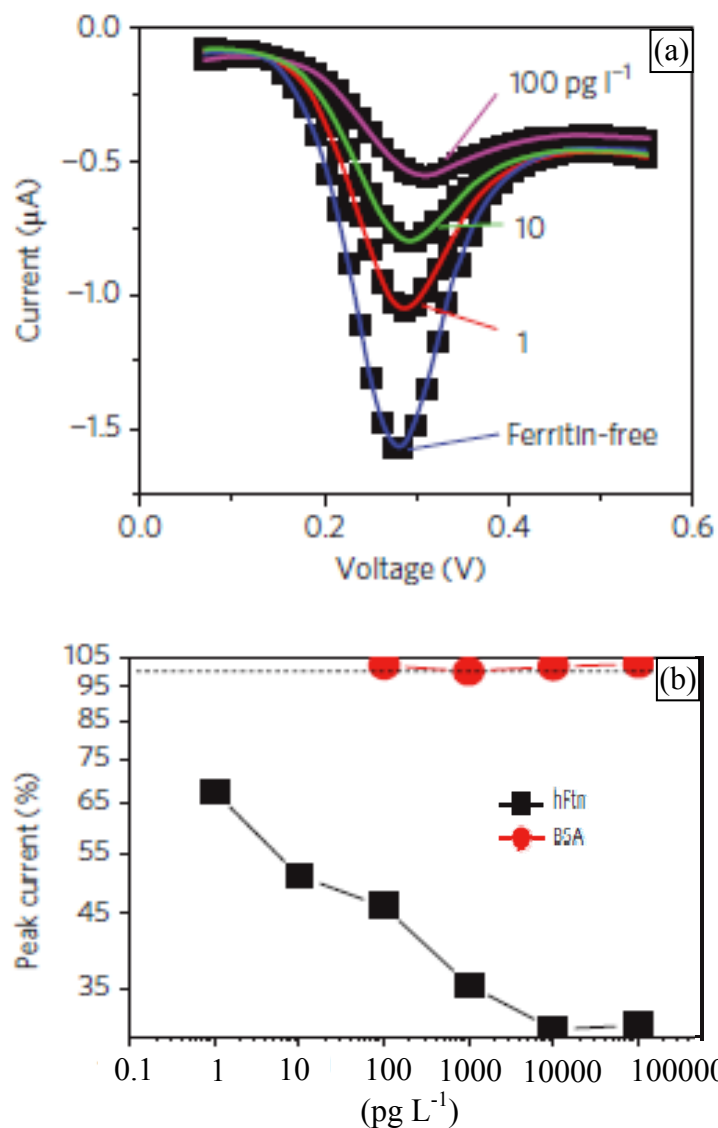 0.0
(a)
100 pg l⁻¹
−0.5
10
Current (µA)
−1.0
1
−1.5
Ferritin-free
0.0
0.2
0.4
0.6
Voltage (V)
105
(b)
95
85
75
65
55
45
35
Peak current (%)
hFtn
BSA
0.1
1
10
100
1000
10000
100000
(pg L⁻¹)